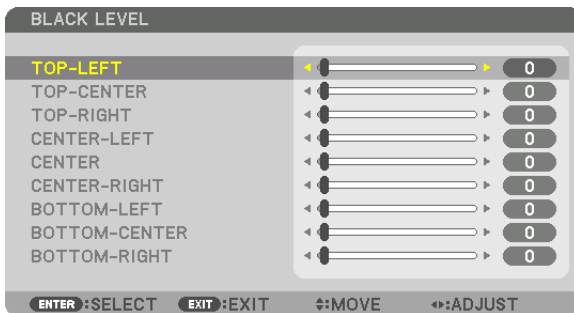 BLACK LEVEL
TOP-LEFT 0
TOP-CENTER 0
TOP-RIGHT 0
CENTER-LEFT 0
CENTER 0
CENTER-RIGHT 0
BOTTOM-LEFT 0
BOTTOM-CENTER 0
BOTTOM-RIGHT 0
ENTER :SELECT EXIT :EXIT :MOVE :ADJUST